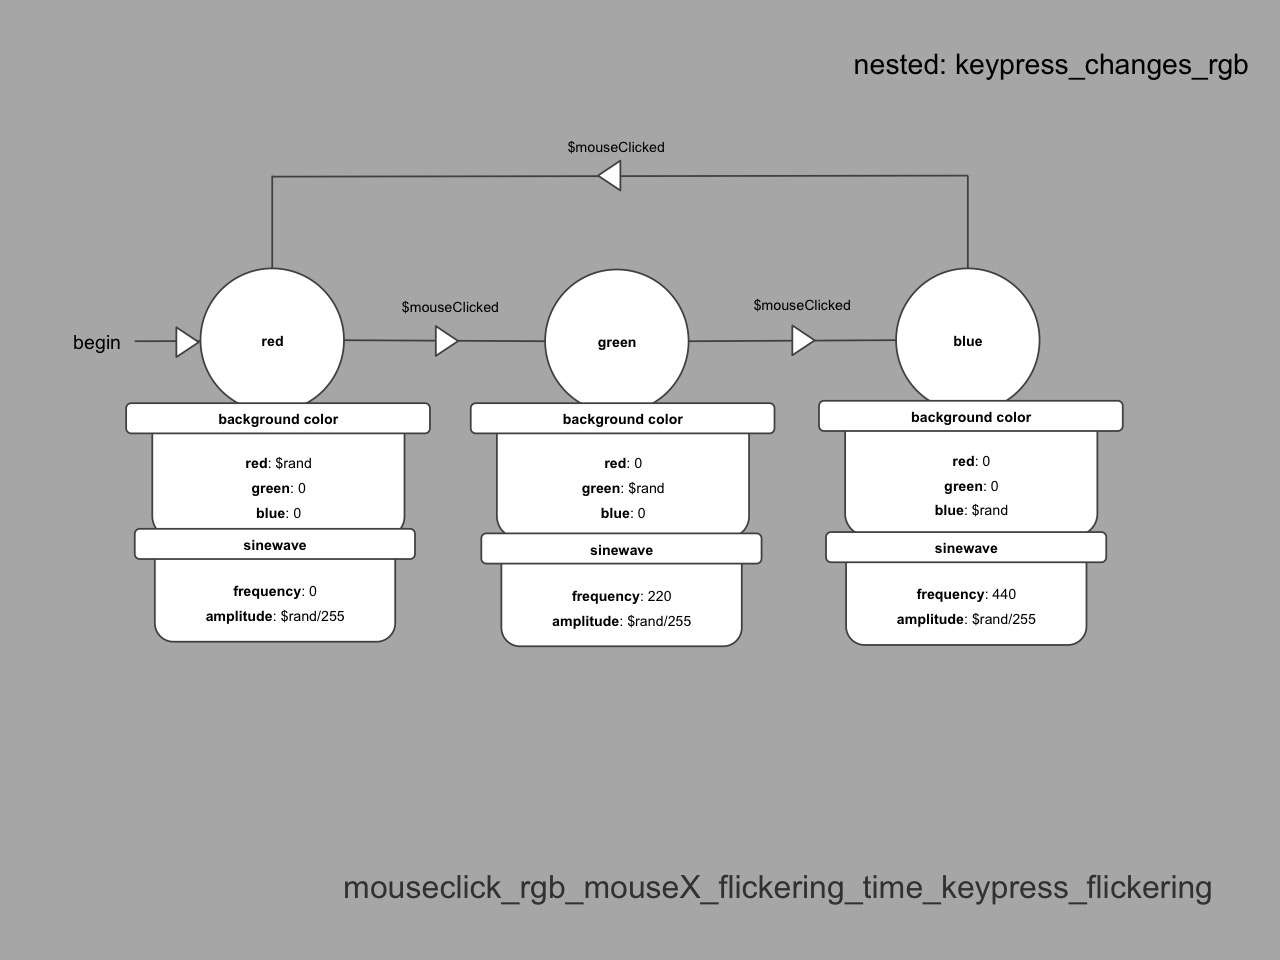 nested: keypress_changes_rgb
$mouseClicked
$mouseClicked
$mouseClicked
begin
red
green
blue
background color
red: $rand
green: 0
blue: 0
sinewave
frequency: 0
amplitude: $rand/255
background color
red: 0
green: $rand
blue: 0
sinewave
frequency: 220
amplitude: $rand/255
background color
red: 0
green: 0
blue: $rand
sinewave
frequency: 440
amplitude: $rand/255
mouseclick_rgb_mouseX_flickering_time_keypress_flickering